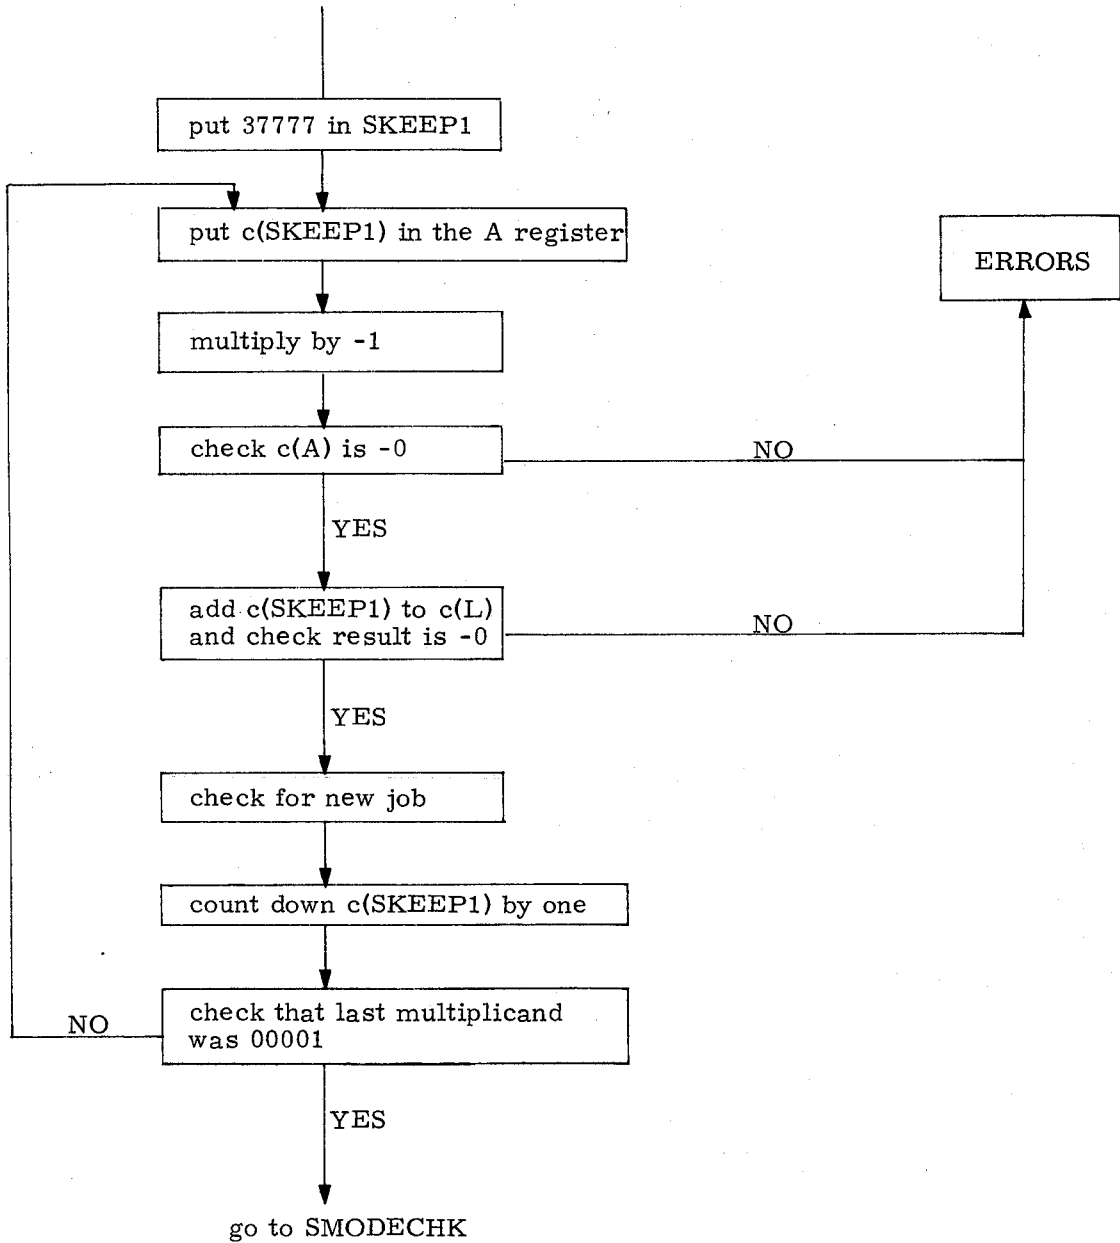 put 37777 in SKEEP1
put c(SKEEP1) in the A register
ERRORS
multiply by -1
check c(A) is -0
NO
YES
add c(SKEEP1) to c(L)
and check result is -0
NO
YES
check for new job
count down c(SKEEP1) by one
check that last multiplicand
was 00001
NO
YES
go to SMODECHK